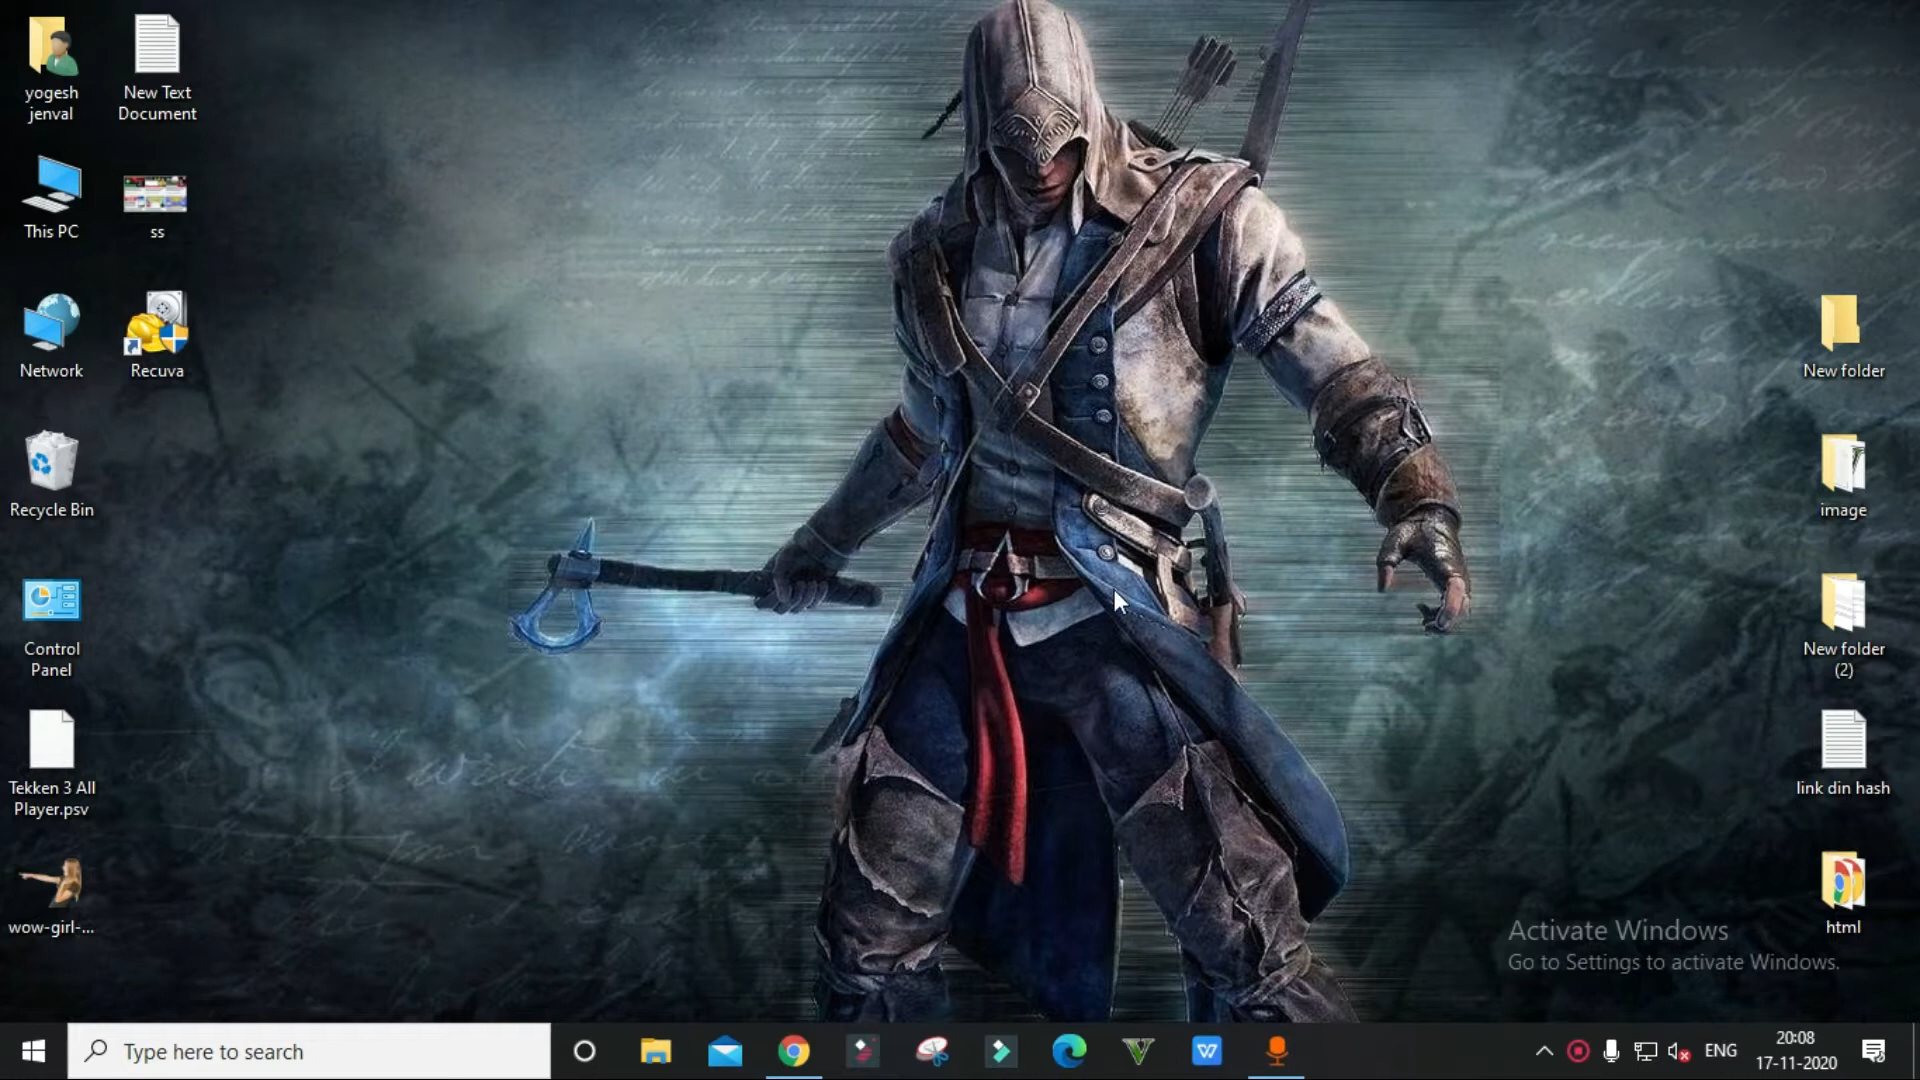 yogesh
jenval
New Text
Document
This PC
ss
Network
Recuva
Recycle Bin
Control
Panel
Tekken 3 All
Player.psv
wow-girl-...
New folder
image
New folder
(2)
link din hash
html
Activate Windows
Go to Settings to activate Windows.
Type here to search
ENG
20:08
17-11-2020